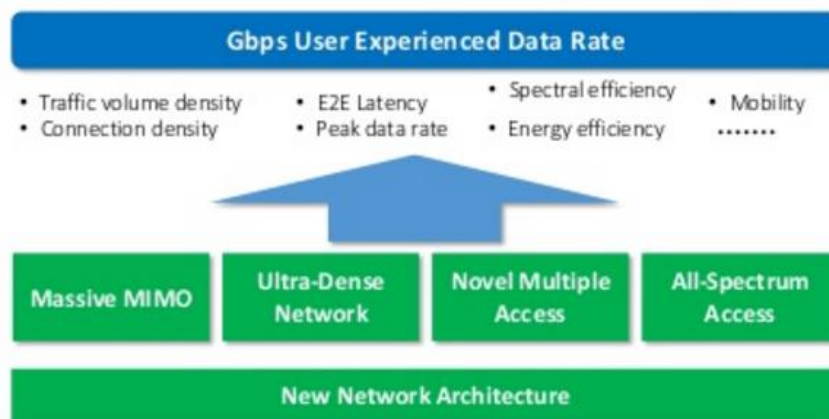 Gbps User Experienced Data Rate
• Traffic volume density
• Connection density
• E2E Latency
• Peak data rate
• Spectral efficiency
• Energy efficiency
• Mobility
.......
Massive MIMO
Ultra-Dense
Network
Novel Multiple
Access
All-Spectrum
Access
New Network Architecture